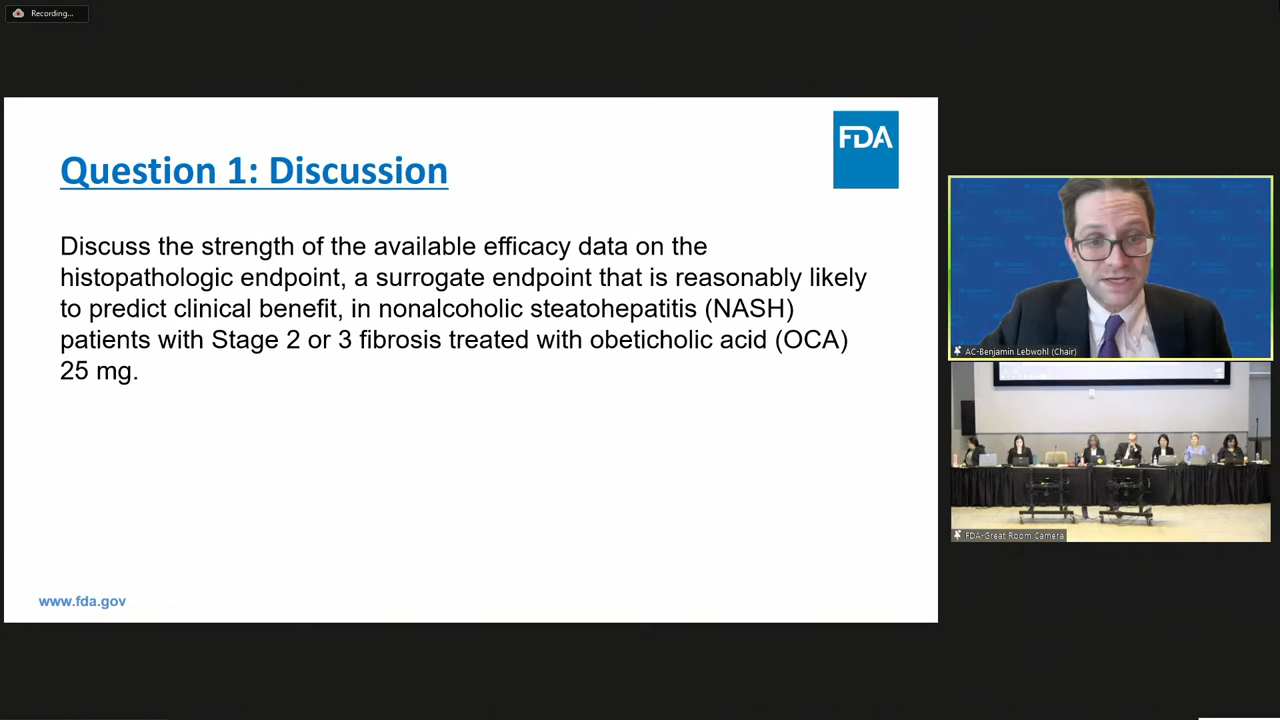 Recording...
FDA
Question 1: Discussion
Discuss the strength of the available efficacy data on the
histopathologic endpoint, a surrogate endpoint that is reasonably likely
to predict clinical benefit, in nonalcoholic steatohepatitis (NASH)
patients with Stage 2 or 3 fibrosis treated with obeticholic acid (OCA)
25 mg.
www.fda.gov
AC-Benjamin Lebwohl (Chair)
FDA-Great Room Camera